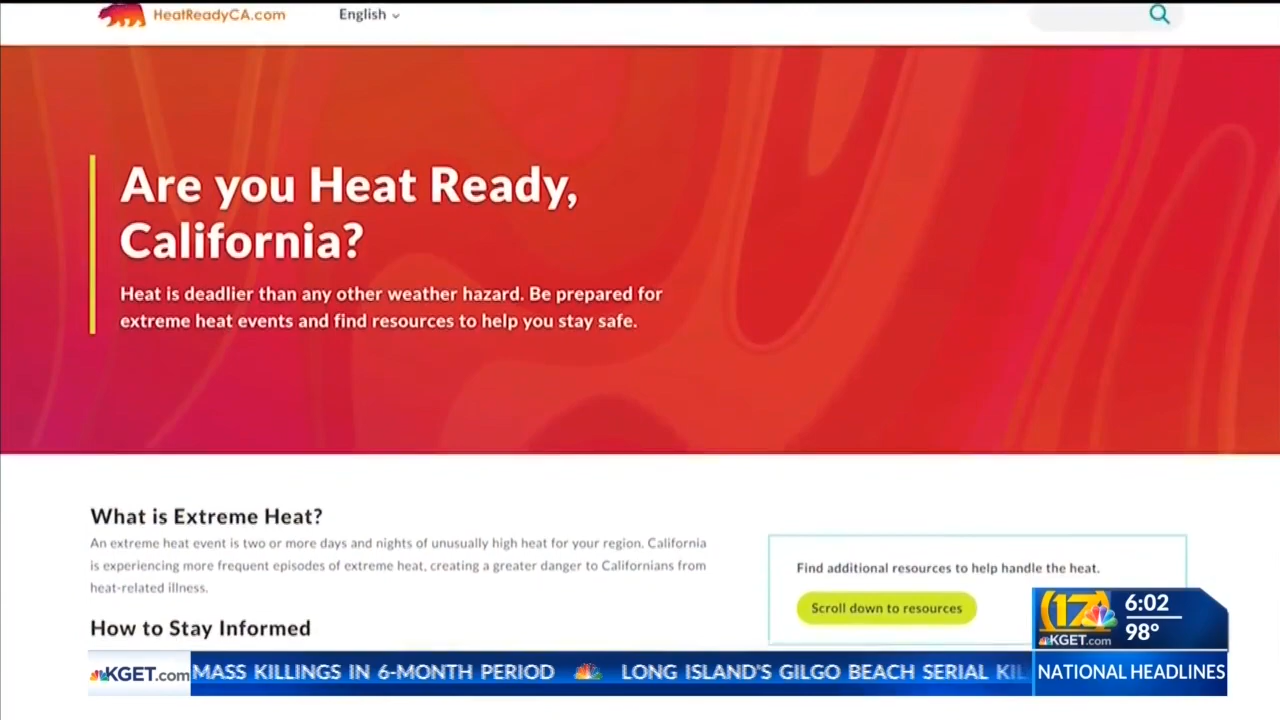 HeatReadyCA.com
English
Are you Heat Ready,
California?
Heat is deadlier than any other weather hazard. Be prepared for
extreme heat events and find resources to help you stay safe.
What is Extreme Heat?
An extreme heat event is two or more days and nights of unusually high heat for your region. California
is experiencing more frequent episodes of extreme heat, creating a greater danger to Californians from
heat-related illness.
How to Stay Informed
Find additional resources to help handle the heat.
Scroll down to resources
17
KGET.com
6:02
98°
KGET.com
MASS KILLINGS IN 6-MONTH PERIOD
LONG ISLAND'S GILGO BEACH SERIAL
NATIONAL HEADLINES